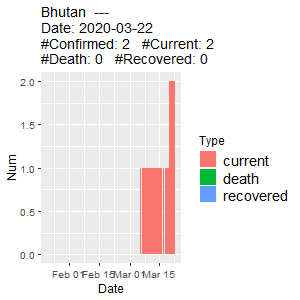 Bhutan  ---
Date: 2020-03-22
#Confirmed: 2   #Current: 2
#Death: 0   #Recovered: 0
2.0
1.5
1.0
0.5
0.0
Num
Feb 01
Feb 15
Mar 01
Mar 15
Date
Type
current
death
recovered